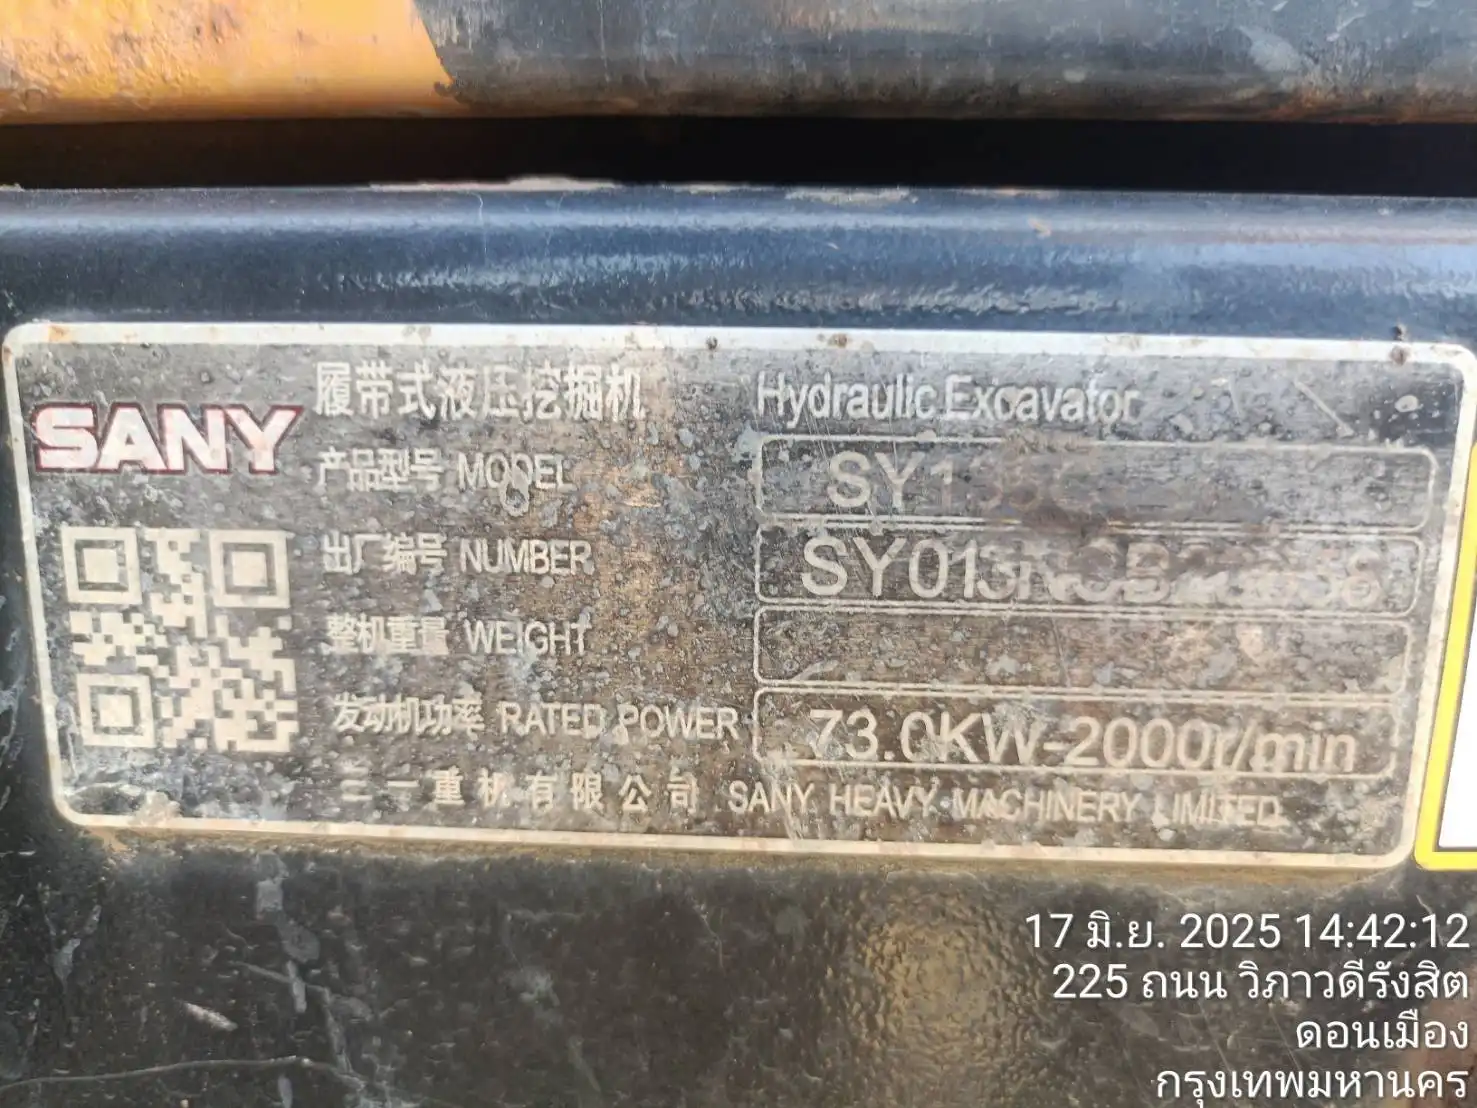 SANY
履带式液压挖掘机 Hydraulic Excavator
产品型号 MODEL
出厂编号 NUMBER
整机重量 WEIGHT
发动机功率 RATED POWER 73.0KW-2000r/min
三一重机有限公司 SANY HEAVY MACHINERY LIMITED
17 มิ.ย. 2025 14:42:12
225 ถนน วิภาวดีรังสิต
ดอนเมือง
กรุงเทพมหานคร